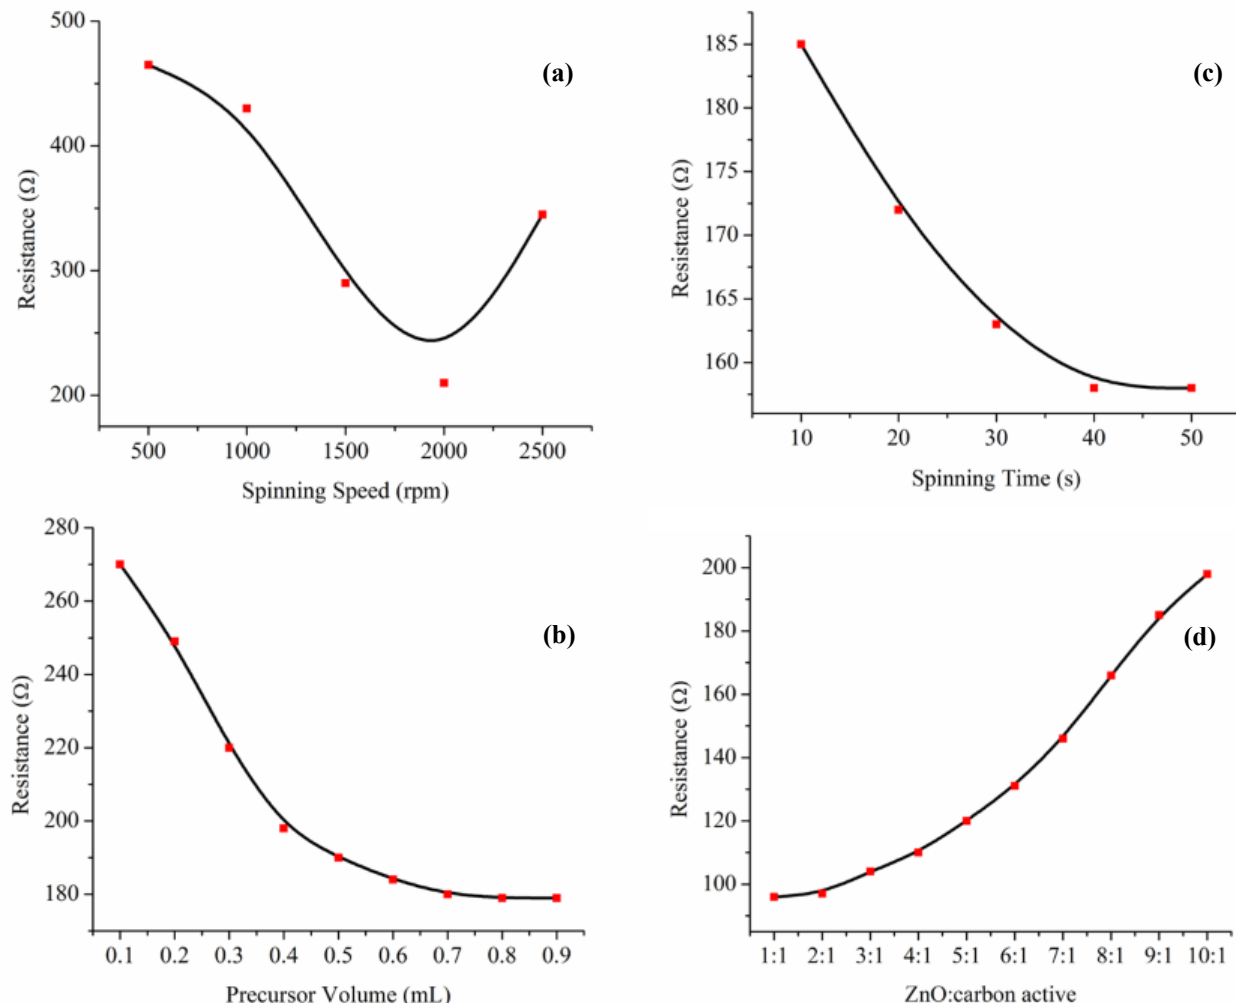 500
400
300
200
Resistance (Ω)
(a)
500 1000 1500 2000 2500
Spinning Speed (rpm)
185
180
175
170
165
160
Resistance (Ω)
(c)
10 20 30 40 50
Spinning Time (s)
280
260
240
220
200
180
Resistance (Ω)
(b)
0.1 0.2 0.3 0.4 0.5 0.6 0.7 0.8 0.9
Precursor Volume (mL)
200
180
160
140
120
100
Resistance (Ω)
(d)
1:1 2:1 3:1 4:1 5:1 6:1 7:1 8:1 9:1 10:1
ZnO:carbon active